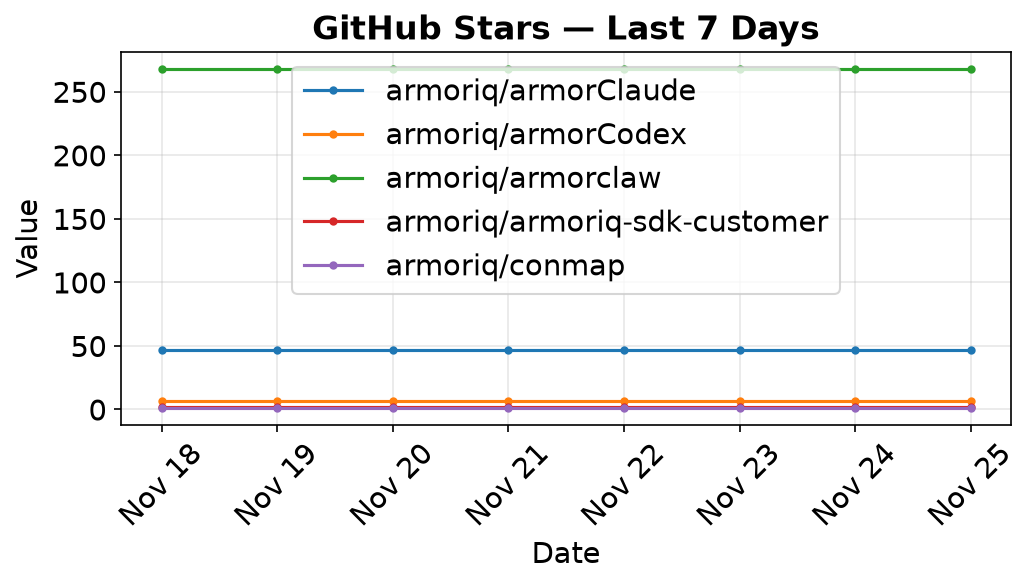 GitHub Stars — Last 7 Days
Value
250
200
150
100
50
0
armoriq/armorClaude
armoriq/armorCodex
armoriq/armorclaw
armoriq/armoriq-sdk-customer
armoriq/conmap
Nov 18
Nov 19
Nov 20
Nov 21
Nov 22
Nov 23
Nov 24
Nov 25
Date